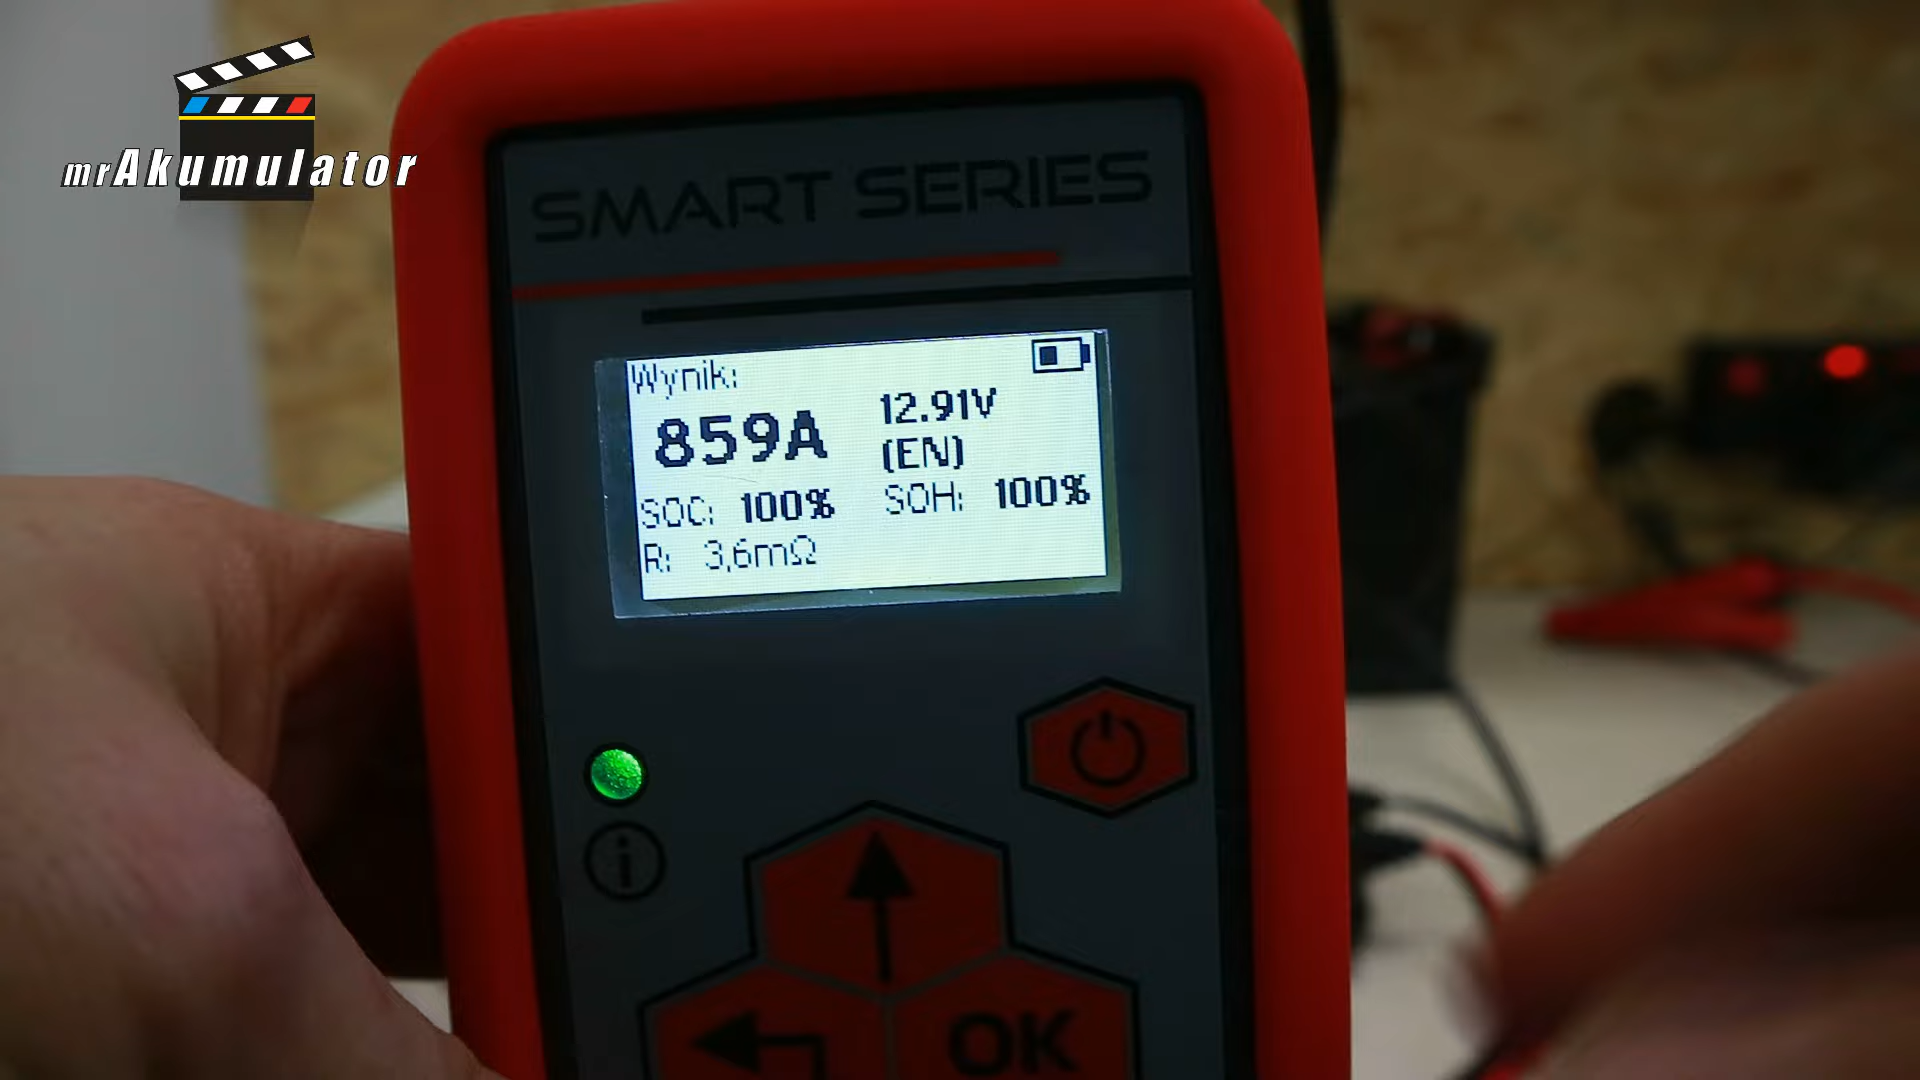 mrAkumulator
SMART SERIES
Wynik:
859A
12.91V
(EN)
SOC: 100% SOH: 100%
R: 3,6mΩ
i
OK